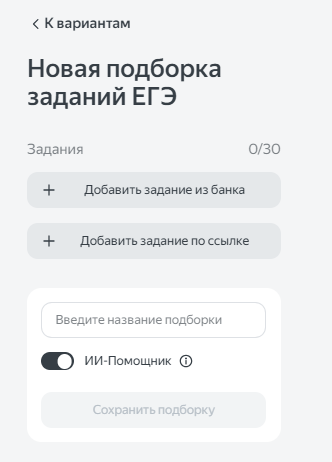 К вариантам
Новая подборка
заданий ЕГЭ
Задания 0/30
Добавить задание из банка
Добавить задание по ссылке
Введите название подборки
ИИ-Помощник
Сохранить подборку